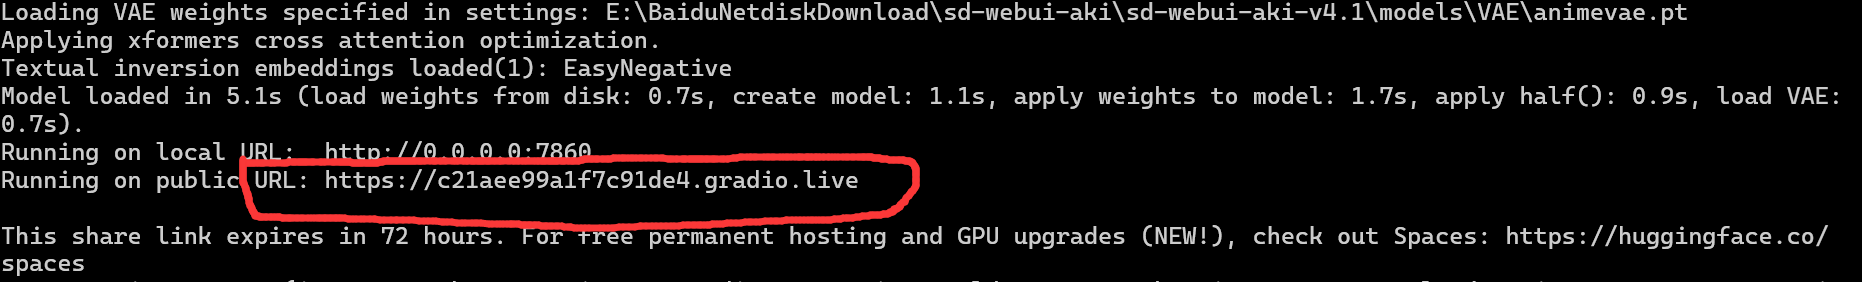 Loading VAE weights specified in settings: E:\BaiduNetdiskDownload\sd-webui-aki\sd-webui-aki-v4.1\models\VAE\animevae.pt
Applying xformers cross attention optimization.
Textual inversion embeddings loaded(1): EasyNegative
Model loaded in 5.1s (load weights from disk: 0.7s, create model: 1.1s, apply weights to model: 1.7s, apply half(): 0.9s, load VAE:
0.7s).
Running on local URL:  http://0.0.0.0:7860
Running on public URL: https://c21aee99a1f7c91de4.gradio.live
This share link expires in 72 hours. For free permanent hosting and GPU upgrades (NEW!), check out Spaces: https://huggingface.co/
spaces